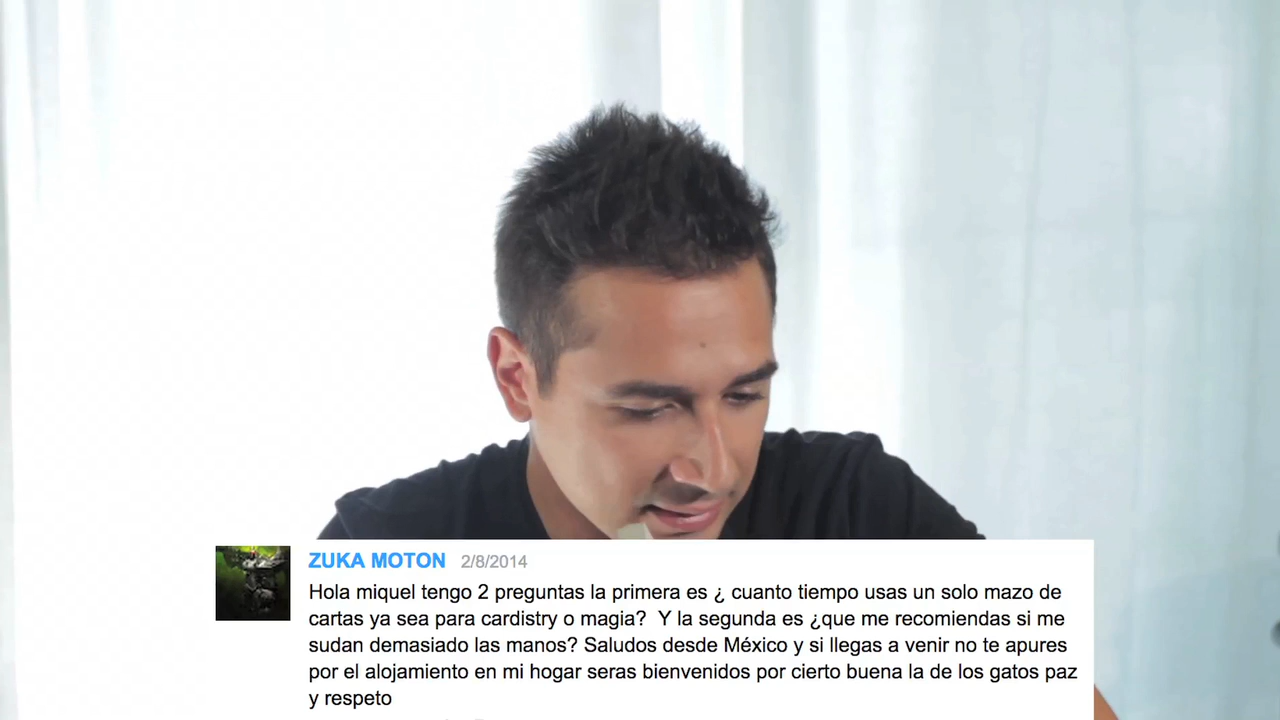 ZUKA MOTON 2/8/2014
Hola miquel tengo 2 preguntas la primera es ¿ cuanto tiempo usas un solo mazo de
cartas ya sea para cardistry o magia? Y la segunda es ¿que me recomiendas si me
sudan demasiado las manos? Saludos desde México y si llegas a venir no te apures
por el alojamiento en mi hogar seras bienvenidos por cierto buena la de los gatos paz
y respeto